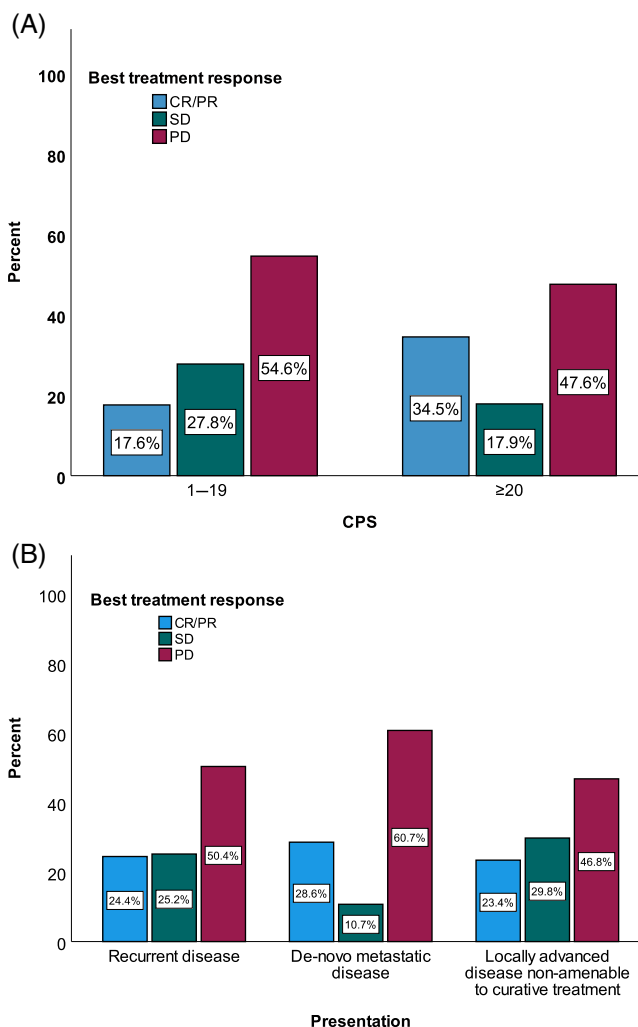 (A)
100
Best treatment response
CR/PR
SD
PD
80
60
Percent
40
20
0
17.6%
27.8%
54.6%
34.5%
17.9%
47.6%
1–19
≥20
CPS
(B)
100
Best treatment response
CR/PR
SD
PD
80
60
Percent
40
20
0
24.4%
25.2%
50.4%
28.6%
10.7%
60.7%
23.4%
29.8%
46.8%
Recurrent disease
De-novo metastatic
disease
Locally advanced
disease non-amenable
to curative treatment
Presentation